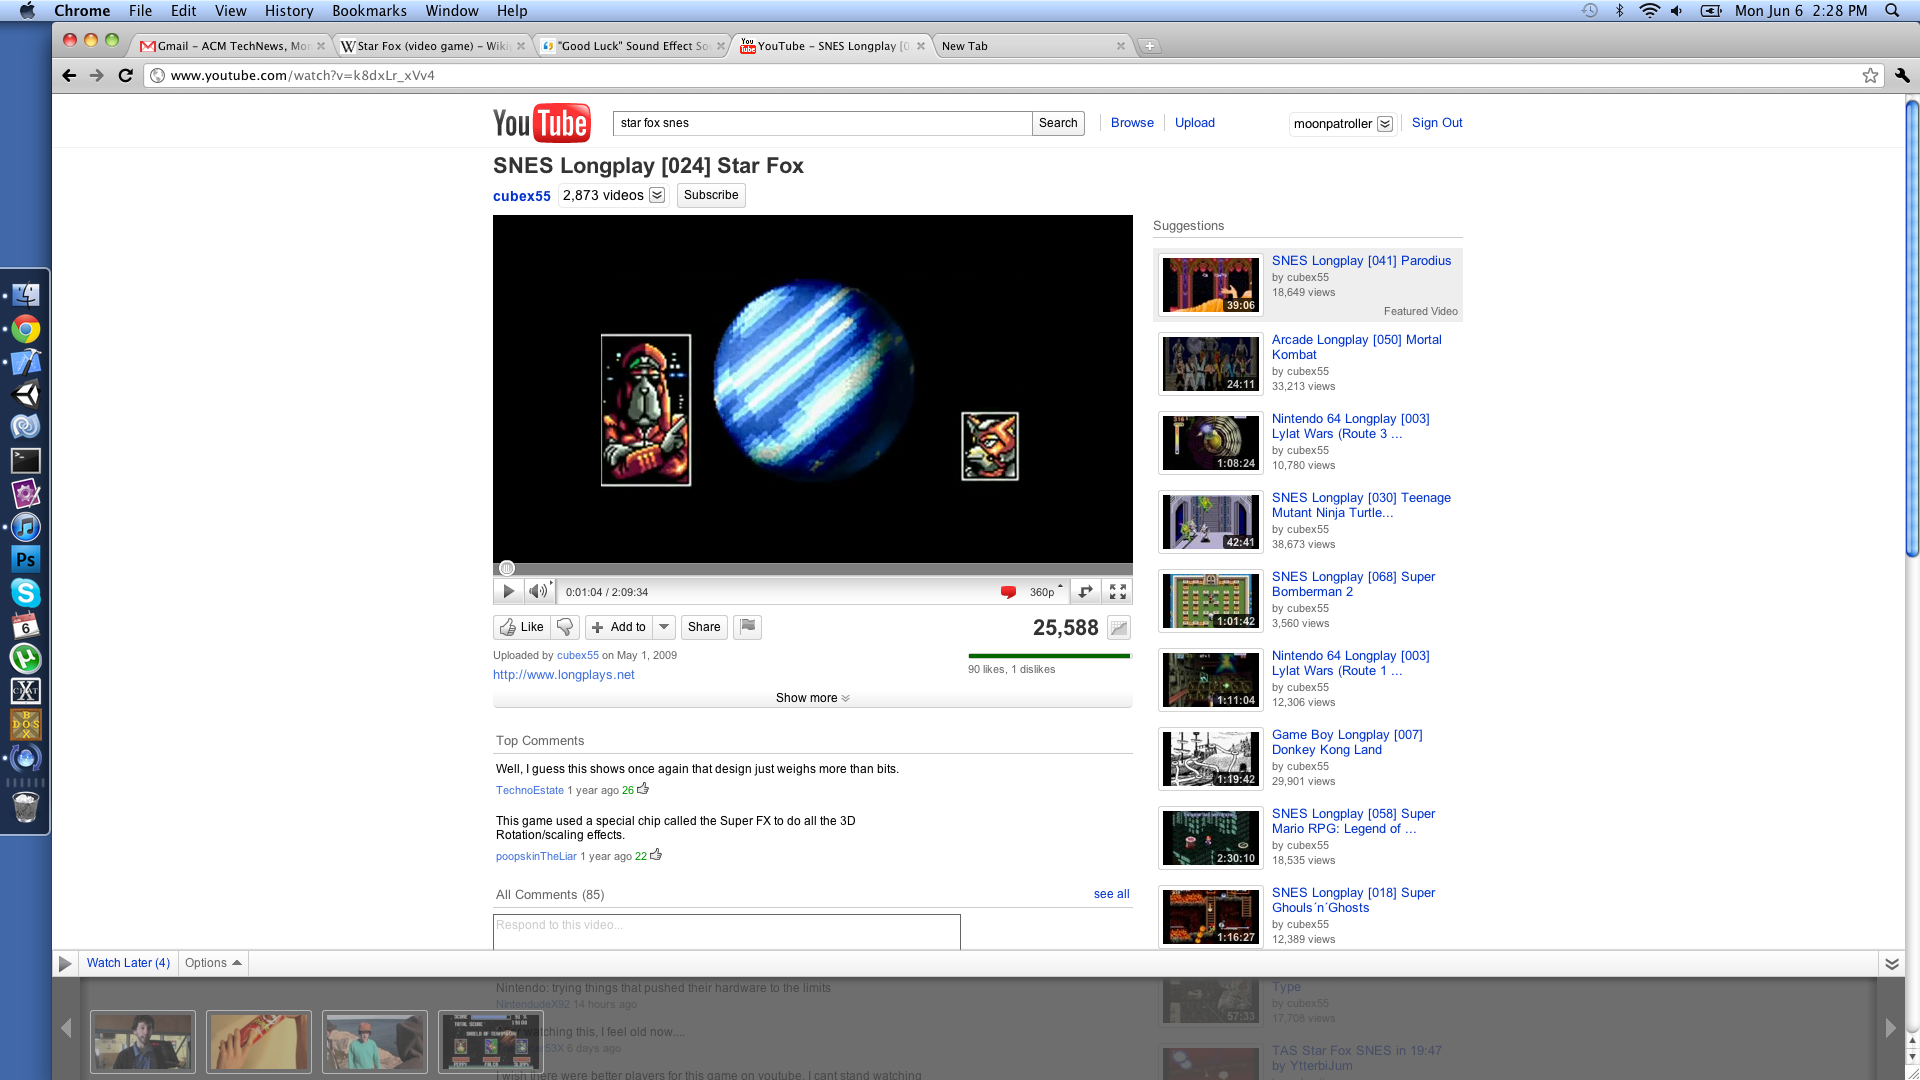 Chrome File Edit View History Bookmarks Window Help Mon Jun 6 2:28 PM
Gmail – ACM TechNews, Mo
Star Fox (video game) – Wiki
"Good Luck" Sound Effect So
YouTube – SNES Longplay [0
New Tab
www.youtube.com/watch?v=k8dxLr_xVv4
YouTube
star fox snes
Search
Browse
Upload
moonpatroller
Sign Out
SNES Longplay [024] Star Fox
cubex55 2,873 videos Subscribe
0:01:04 / 2:09:34
360p
Like
Add to
Share
25,588
Uploaded by cubex55 on May 1, 2009
90 likes, 1 dislikes
http://www.longplays.net
Show more
Top Comments
Well, I guess this shows once again that design just weighs more than bits.
TechnoEstate 1 year ago 26
This game used a special chip called the Super FX to do all the 3D
Rotation/scaling effects.
poopskinTheLiar 1 year ago 22
All Comments (85)
see all
Respond to this video...
Suggestions
SNES Longplay [041] Parodius
by cubex55
18,649 views
Featured Video
39:06
Arcade Longplay [050] Mortal
Kombat
by cubex55
33,213 views
24:11
Nintendo 64 Longplay [003]
Lylat Wars (Route 3 ...
by cubex55
10,780 views
1:08:24
SNES Longplay [030] Teenage
Mutant Ninja Turtle...
by cubex55
38,673 views
42:41
SNES Longplay [068] Super
Bomberman 2
by cubex55
3,560 views
1:01:42
Nintendo 64 Longplay [003]
Lylat Wars (Route 1 ...
by cubex55
12,306 views
1:11:04
Game Boy Longplay [007]
Donkey Kong Land
by cubex55
29,901 views
1:19:42
SNES Longplay [058] Super
Mario RPG: Legend of ...
by cubex55
18,535 views
2:30:10
SNES Longplay [018] Super
Ghouls´n´Ghosts
by cubex55
12,389 views
1:16:27
Watch Later (4)
Options
Nintendo: trying things that pushed their hardware to the limits
NintendodeX92 14 hours ago
watching this, I feel old now....
53X 6 days ago
I wish there were better players for this game on youtube. I cant stand watching
Type
by cubex55
17,708 views
57:33
TAS Star Fox SNES in 19:47
by YtterbiJum
6
Ps
X CHAT
B
DOS
X
TOTAL SCORE